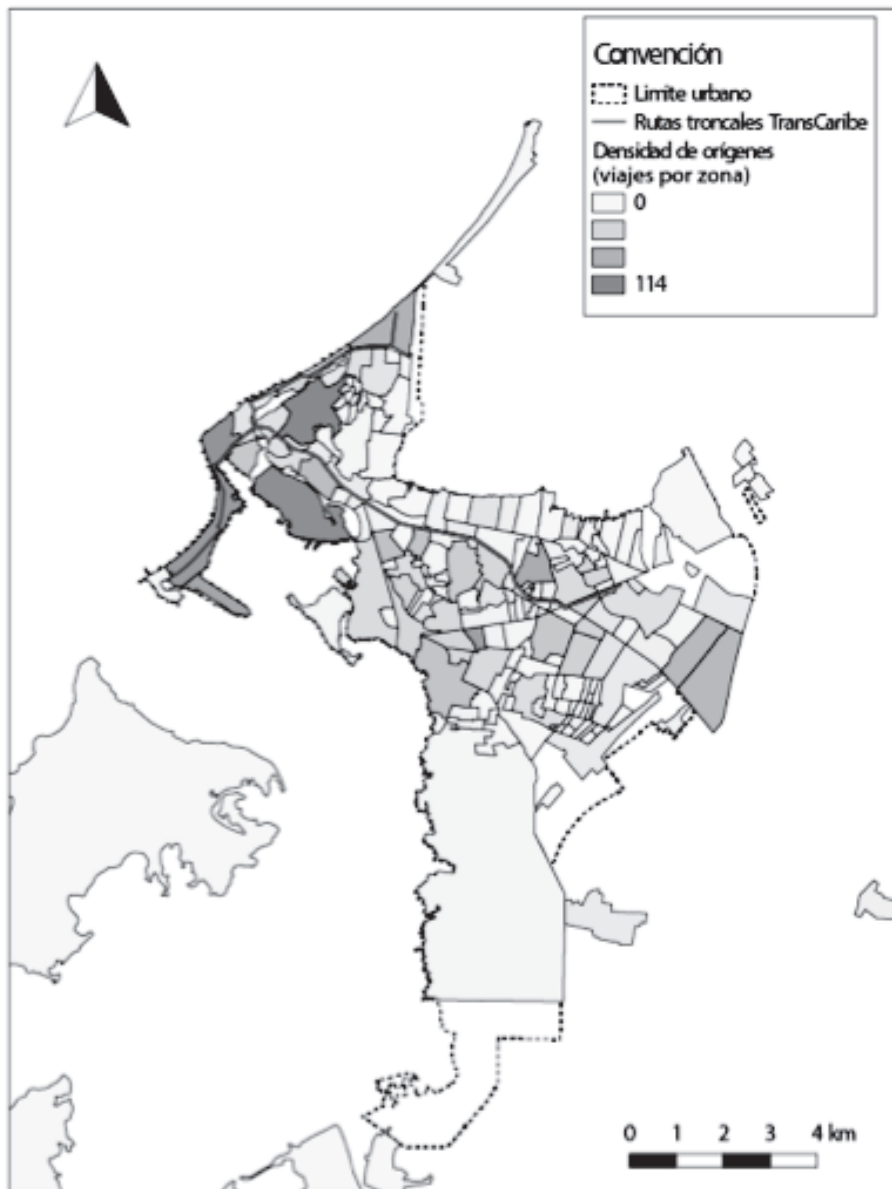 Convención
Limite urbano
Rutas troncales TransCaribe
Densidad de orígenes
(viajes por zona)
0
114
0 1 2 3 4 km